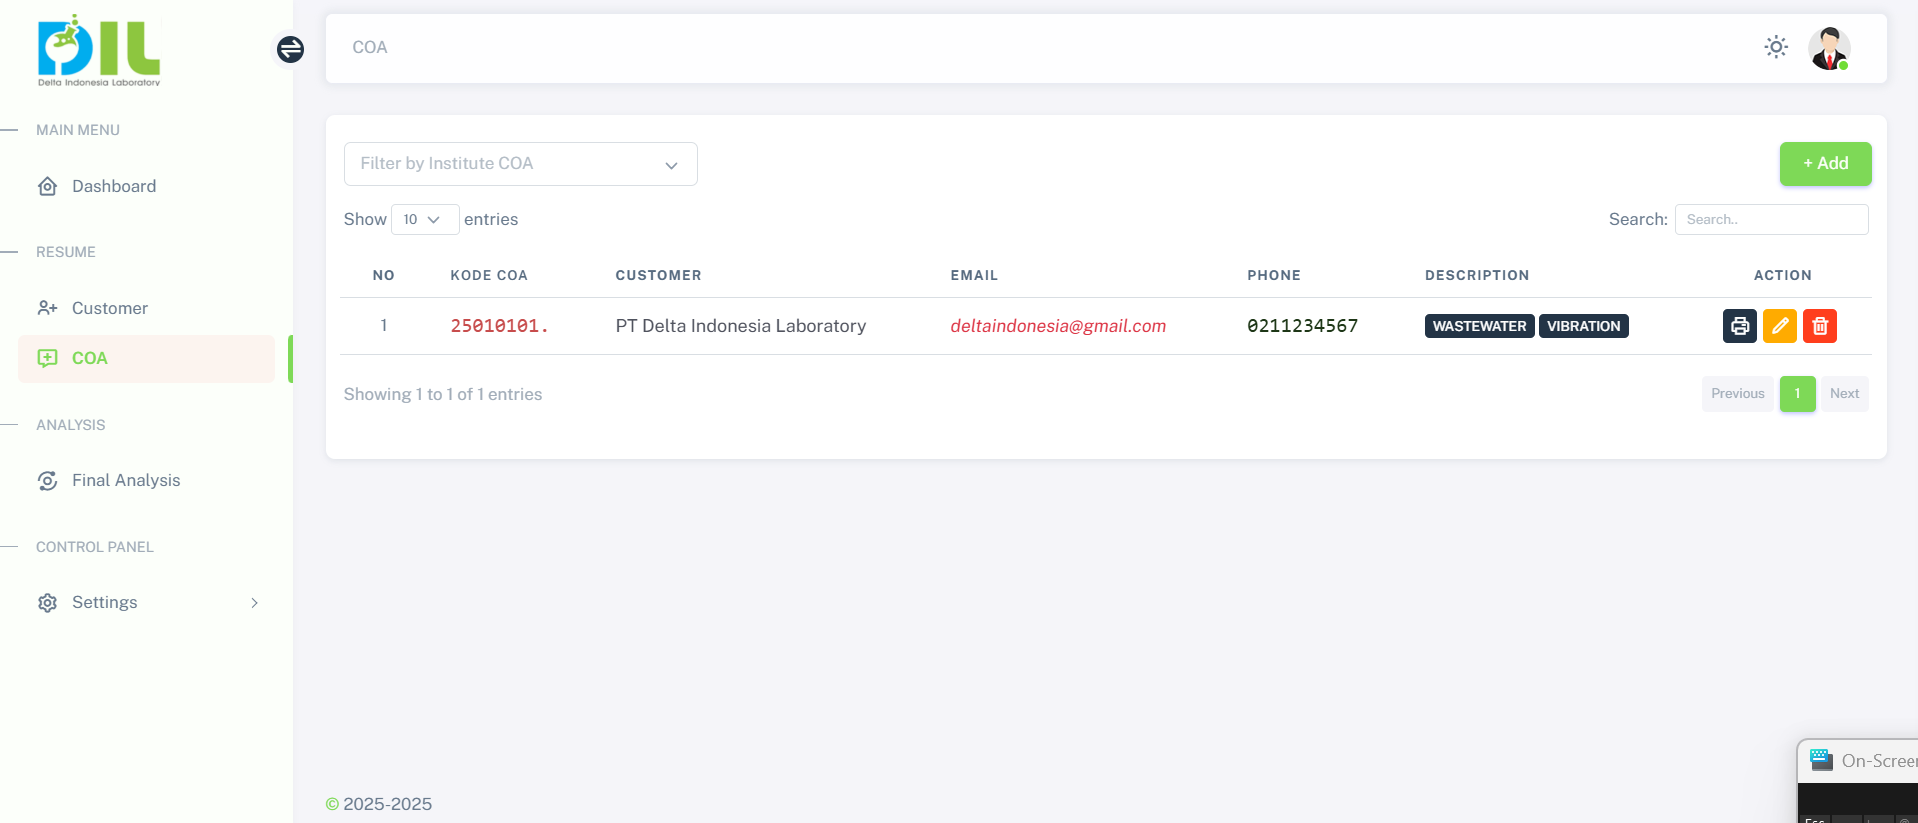 DIL
Delta Indonesia Laboratory
COA
MAIN MENU
Dashboard
RESUME
Customer
COA
ANALYSIS
Final Analysis
CONTROL PANEL
Settings
Filter by Institute COA
+ Add
Show 10 entries
Search: Search..
NO KODE COA CUSTOMER EMAIL PHONE DESCRIPTION ACTION
1 25010101. PT Delta Indonesia Laboratory deltaindonesia@gmail.com 0211234567 WASTEWATER VIBRATION
Showing 1 to 1 of 1 entries
Previous 1 Next
© 2025-2025
On-Screen